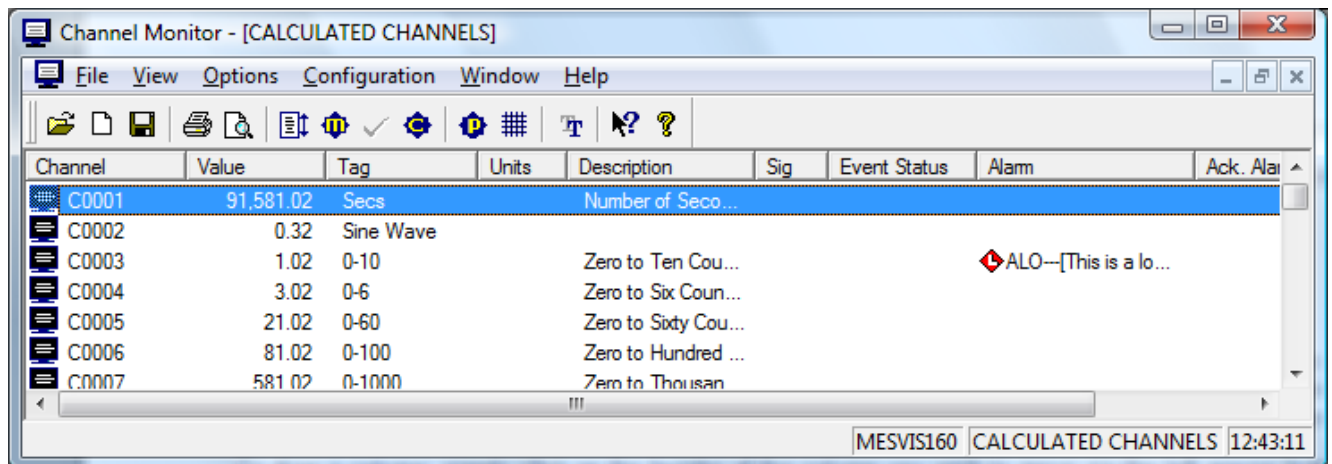 Channel Monitor - [CALCULATED CHANNELS]
File View Options Configuration Window Help
Channel Value Tag Units Description Sig Event Status Alarm Ack. Alar
C0001 91,581.02 Secs Number of Seco...
C0002 0.32 Sine Wave
C0003 1.02 0-10 Zero to Ten Cou... ALO---[This is a lo...
C0004 3.02 0-6 Zero to Six Coun...
C0005 21.02 0-60 Zero to Sixty Cou...
C0006 81.02 0-100 Zero to Hundred ...
C0007 581.02 0-1000 Zero to Thousan
MESVIS160 CALCULATED CHANNELS 12:43:11